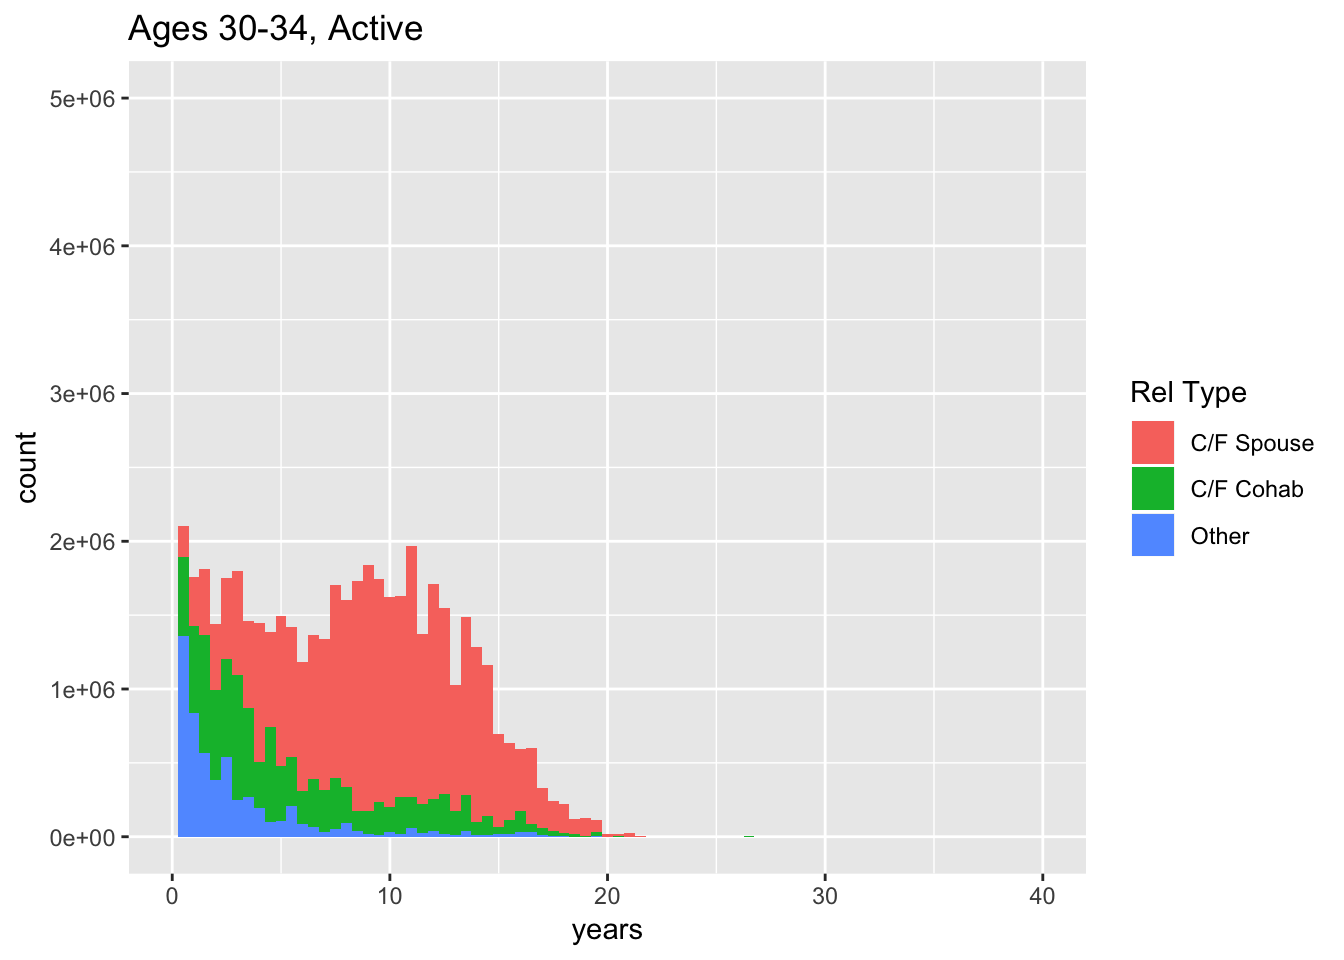 Ages 30-34, Active
5e+06
4e+06
3e+06
2e+06
1e+06
0e+00
count
0 10 20 30 40
years
Rel Type
C/F Spouse
C/F Cohab
Other